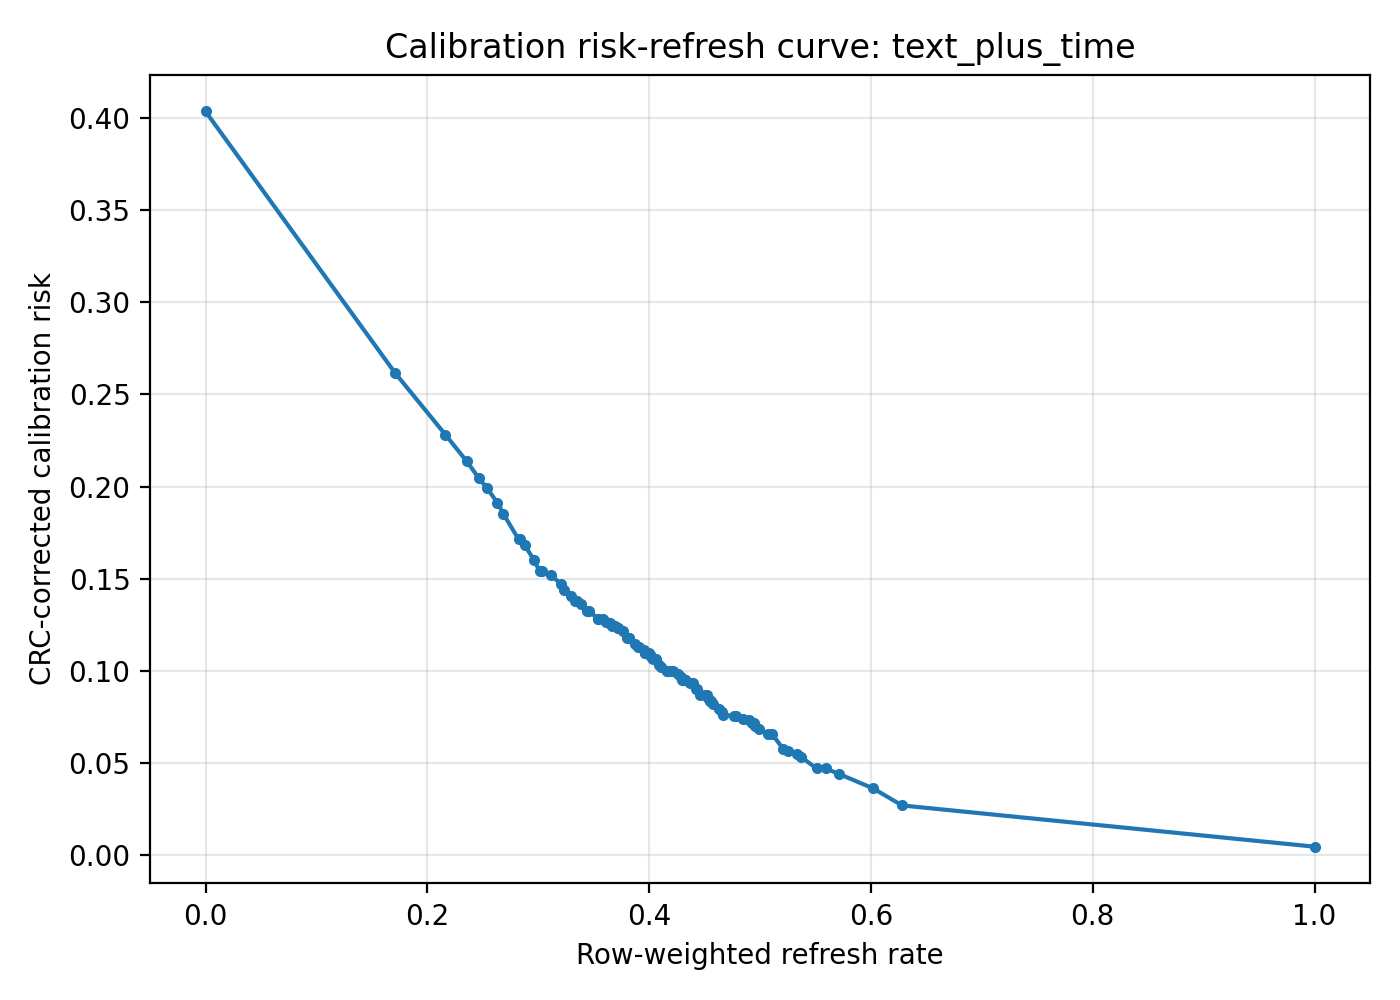 Calibration risk-refresh curve: text_plus_time
CRC-corrected calibration risk
0.40
0.35
0.30
0.25
0.20
0.15
0.10
0.05
0.00
0.0 0.2 0.4 0.6 0.8 1.0
Row-weighted refresh rate